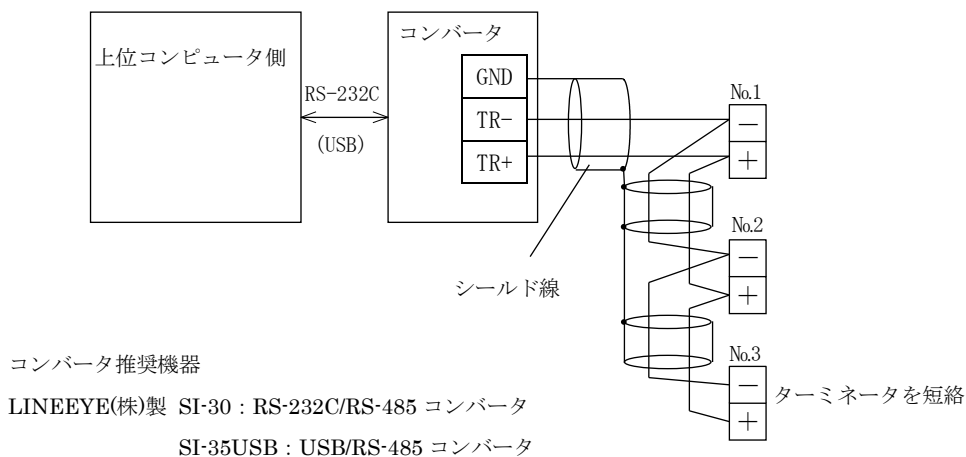 上位コンピュータ側
RS-232C
(USB)
コンバータ
GND
TR-
TR+
シールド線
No.1
—
+
No.2
—
+
No.3
—
+
ターミネータを短絡
コンバータ推奨機器
LINEEYE(株)製 SI-30：RS-232C/RS-485 コンバータ
SI-35USB：USB/RS-485 コンバータ